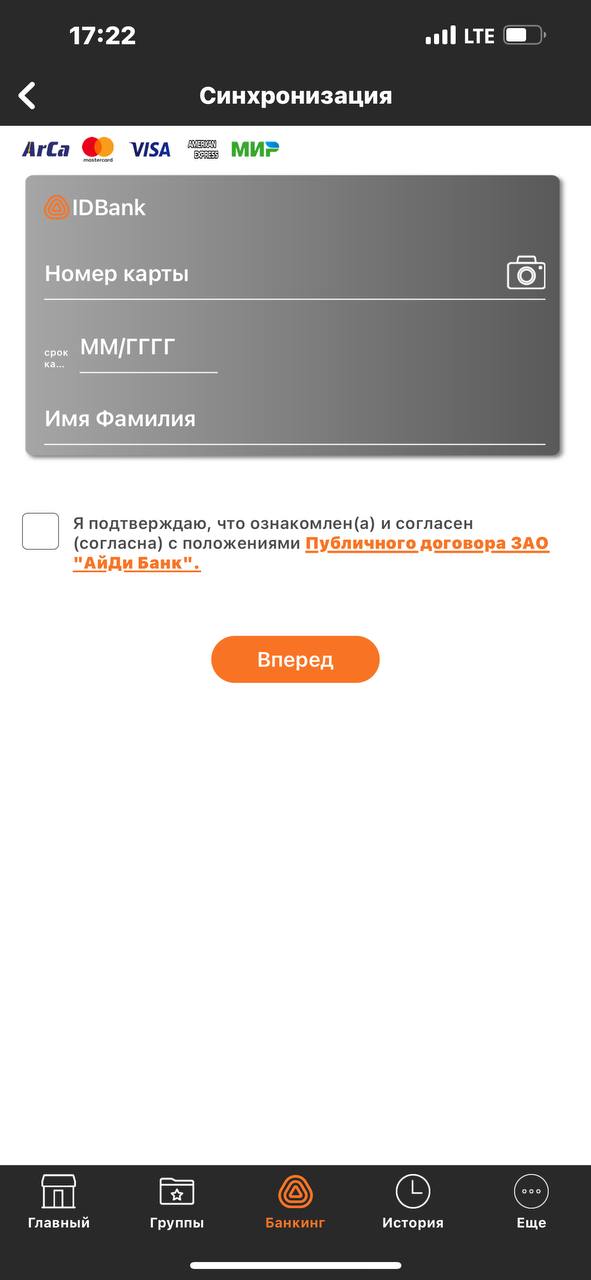 17:22
LTE
Синхронизация
ArCa mastercard VISA AMERICAN EXPRESS МИР
IDBank
Номер карты
срок ка... ММ/ГГГГ
Имя Фамилия
Я подтверждаю, что ознакомлен(а) и согласен
(согласна) с положениями Публичного договора ЗАО
"АйДи Банк".
Вперед
Главный Группы Банкинг История Еще